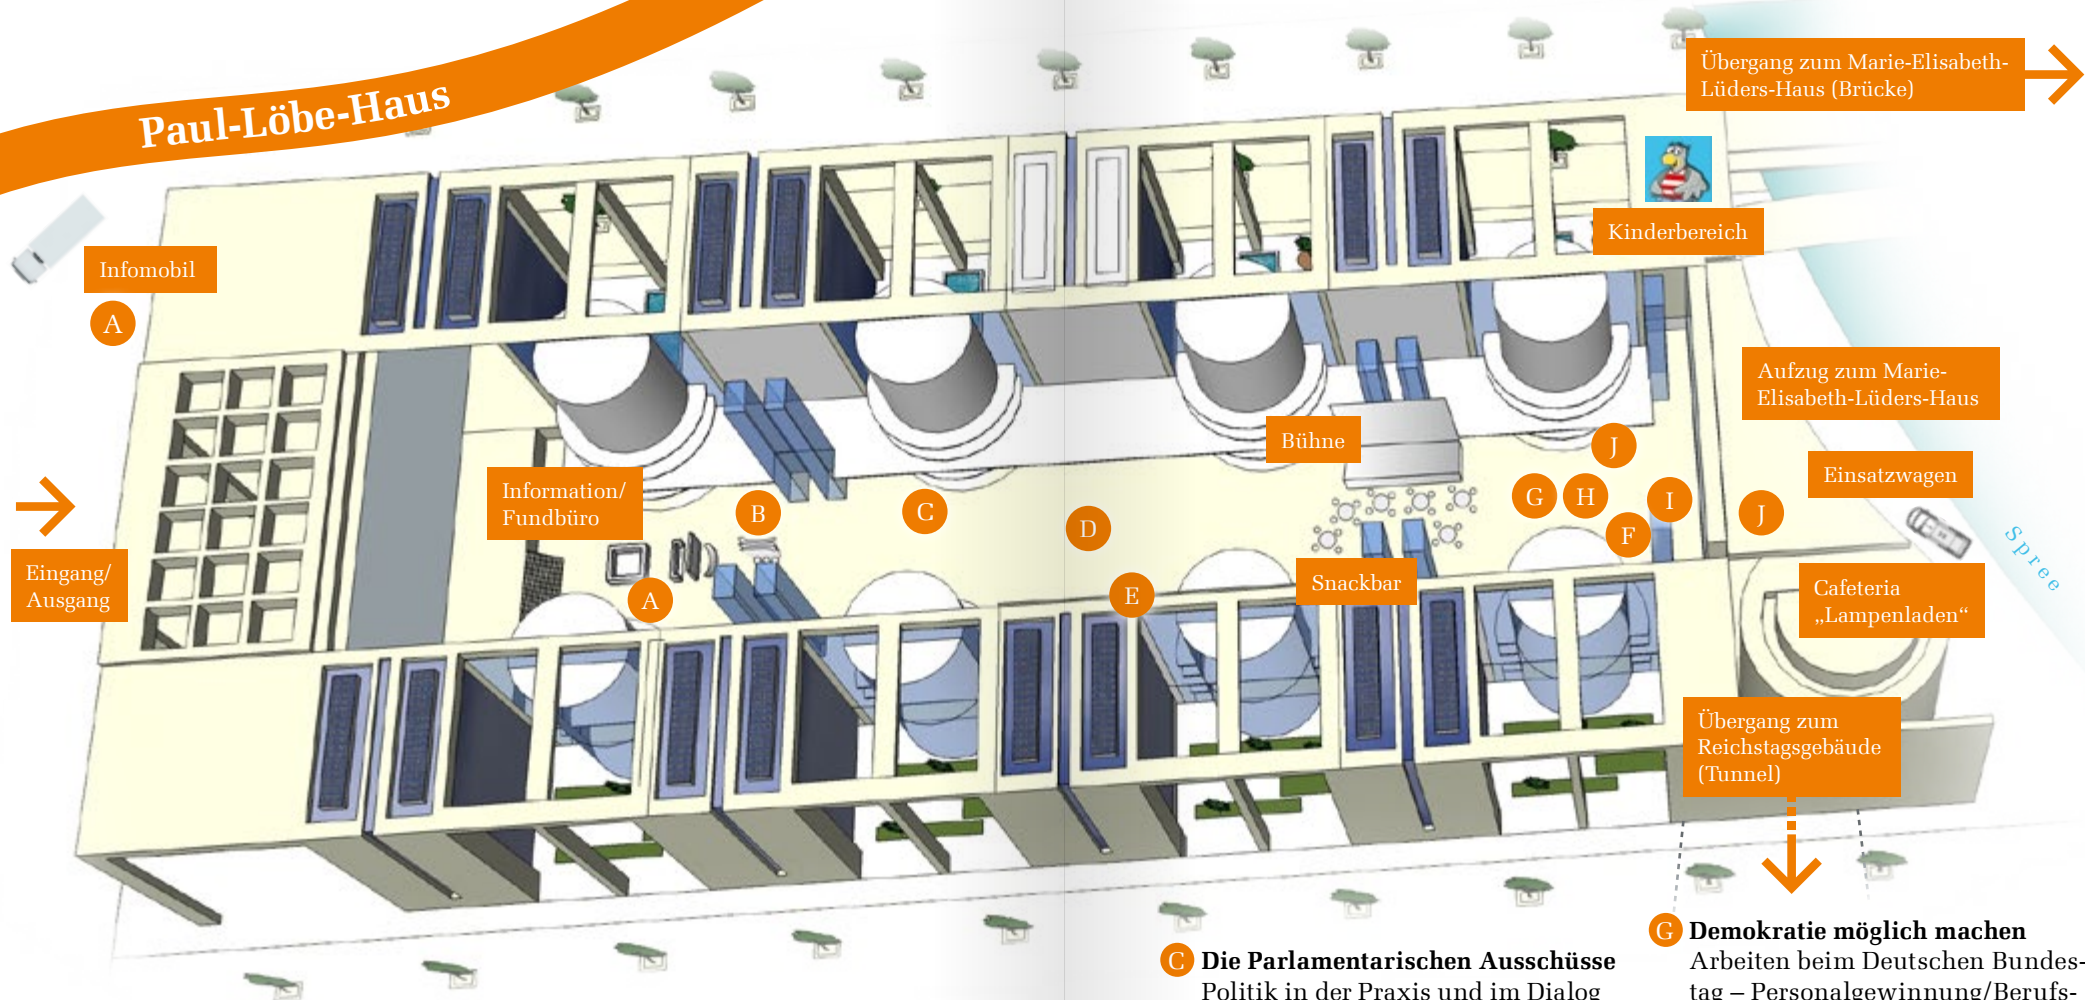 Paul-Löbe-Haus
Übergang zum Marie-Elisabeth-
Lüders-Haus (Brücke)
Kinderbereich
Infomobil
A
Aufzug zum Marie-
Elisabeth-Lüders-Haus
Bühne
J
Einsatzwagen
Information/
Fundbüro
B
C
D
G
H
I
J
F
Spree
Eingang/
Ausgang
A
E
Snackbar
Cafeteria
„Lampenladen“
Übergang zum
Reichstagsgebäude
(Tunnel)
C Die Parlamentarischen Ausschüsse
Politik in der Praxis und im Dialog
G Demokratie möglich machen
Arbeiten beim Deutschen Bundes-
tag – Personalgewinnung/Berufs-